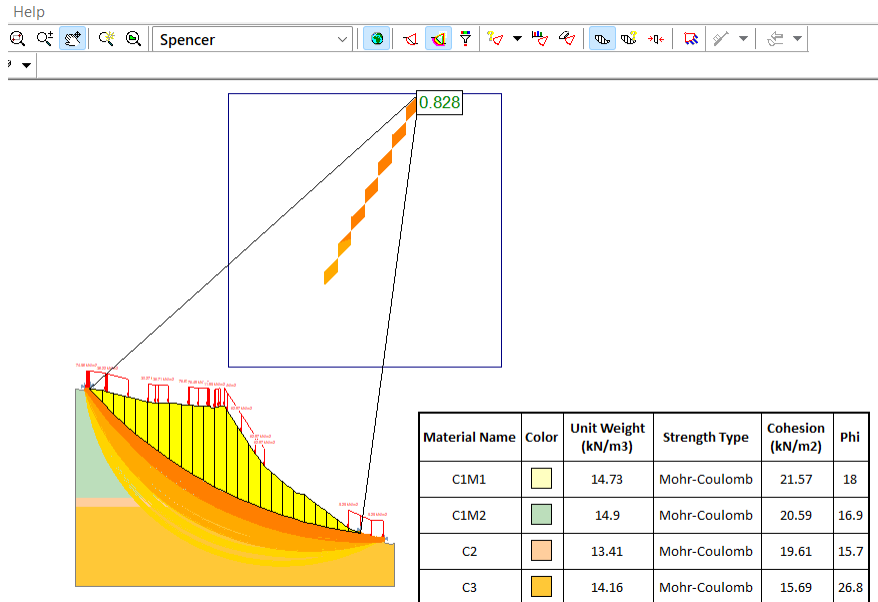 Help
Spencer
0.828
Material Name Color Unit Weight (kN/m3) Strength Type Cohesion (kN/m2) Phi
C1M1 14.73 Mohr-Coulomb 21.57 18
C1M2 14.9 Mohr-Coulomb 20.59 16.9
C2 13.41 Mohr-Coulomb 19.61 15.7
C3 14.16 Mohr-Coulomb 15.69 26.8